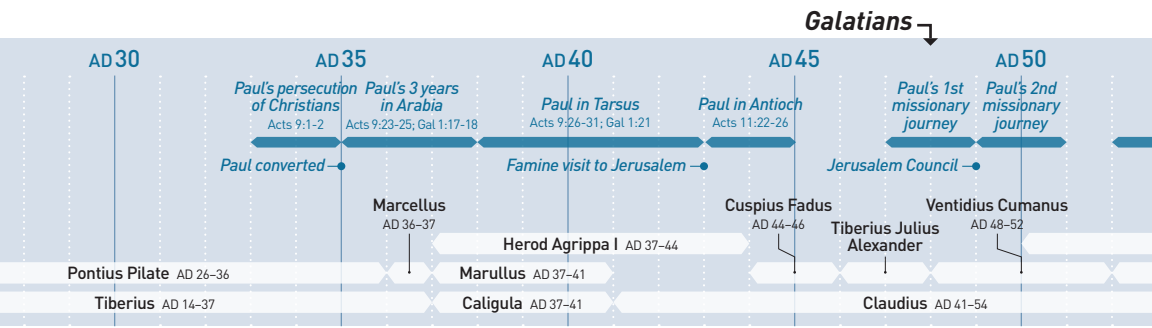 Galatians
AD 30
AD 35
AD 40
AD 45
AD 50
Paul's persecution
of Christians
Acts 9:1-2
Paul's 3 years
in Arabia
Acts 9:23-25; Gal 1:17-18
Paul in Tarsus
Acts 9:26-31; Gal 1:21
Paul in Antioch
Acts 11:22-26
Paul's 1st
missionary
journey
Paul's 2nd
missionary
journey
Paul converted
Famine visit to Jerusalem
Jerusalem Council
Marcellus
AD 36–37
Cuspius Fadus
AD 44–46
Tiberius Julius
Alexander
Ventidius Cumanus
AD 48–52
Herod Agrippa I AD 37–44
Pontius Pilate AD 26–36
Marullus AD 37–41
Tiberius AD 14–37
Caligula AD 37–41
Claudius AD 41–54